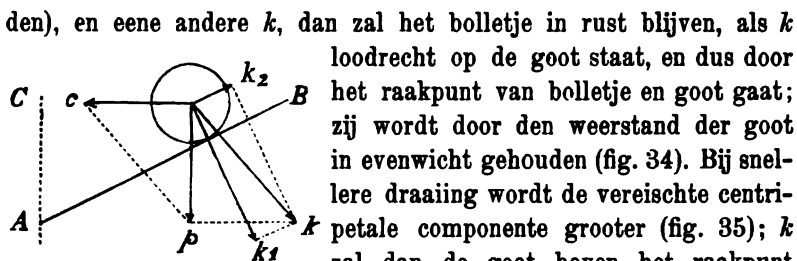 den), en eene andere k, dan zal het bolletje in rust blijven, als k
loodrecht op de goot staat, en dus door
het raakpunt van bolletje en goot gaat;
zij wordt door den weerstand der goot
in evenwicht gehouden (fig. 34). Bij snel-
lere draaiing wordt de vereischte centri-
petale componente grooter (fig. 35); k
zal dan de goot boven het raakpunt
C
c
k2
B
A
p
k
k1